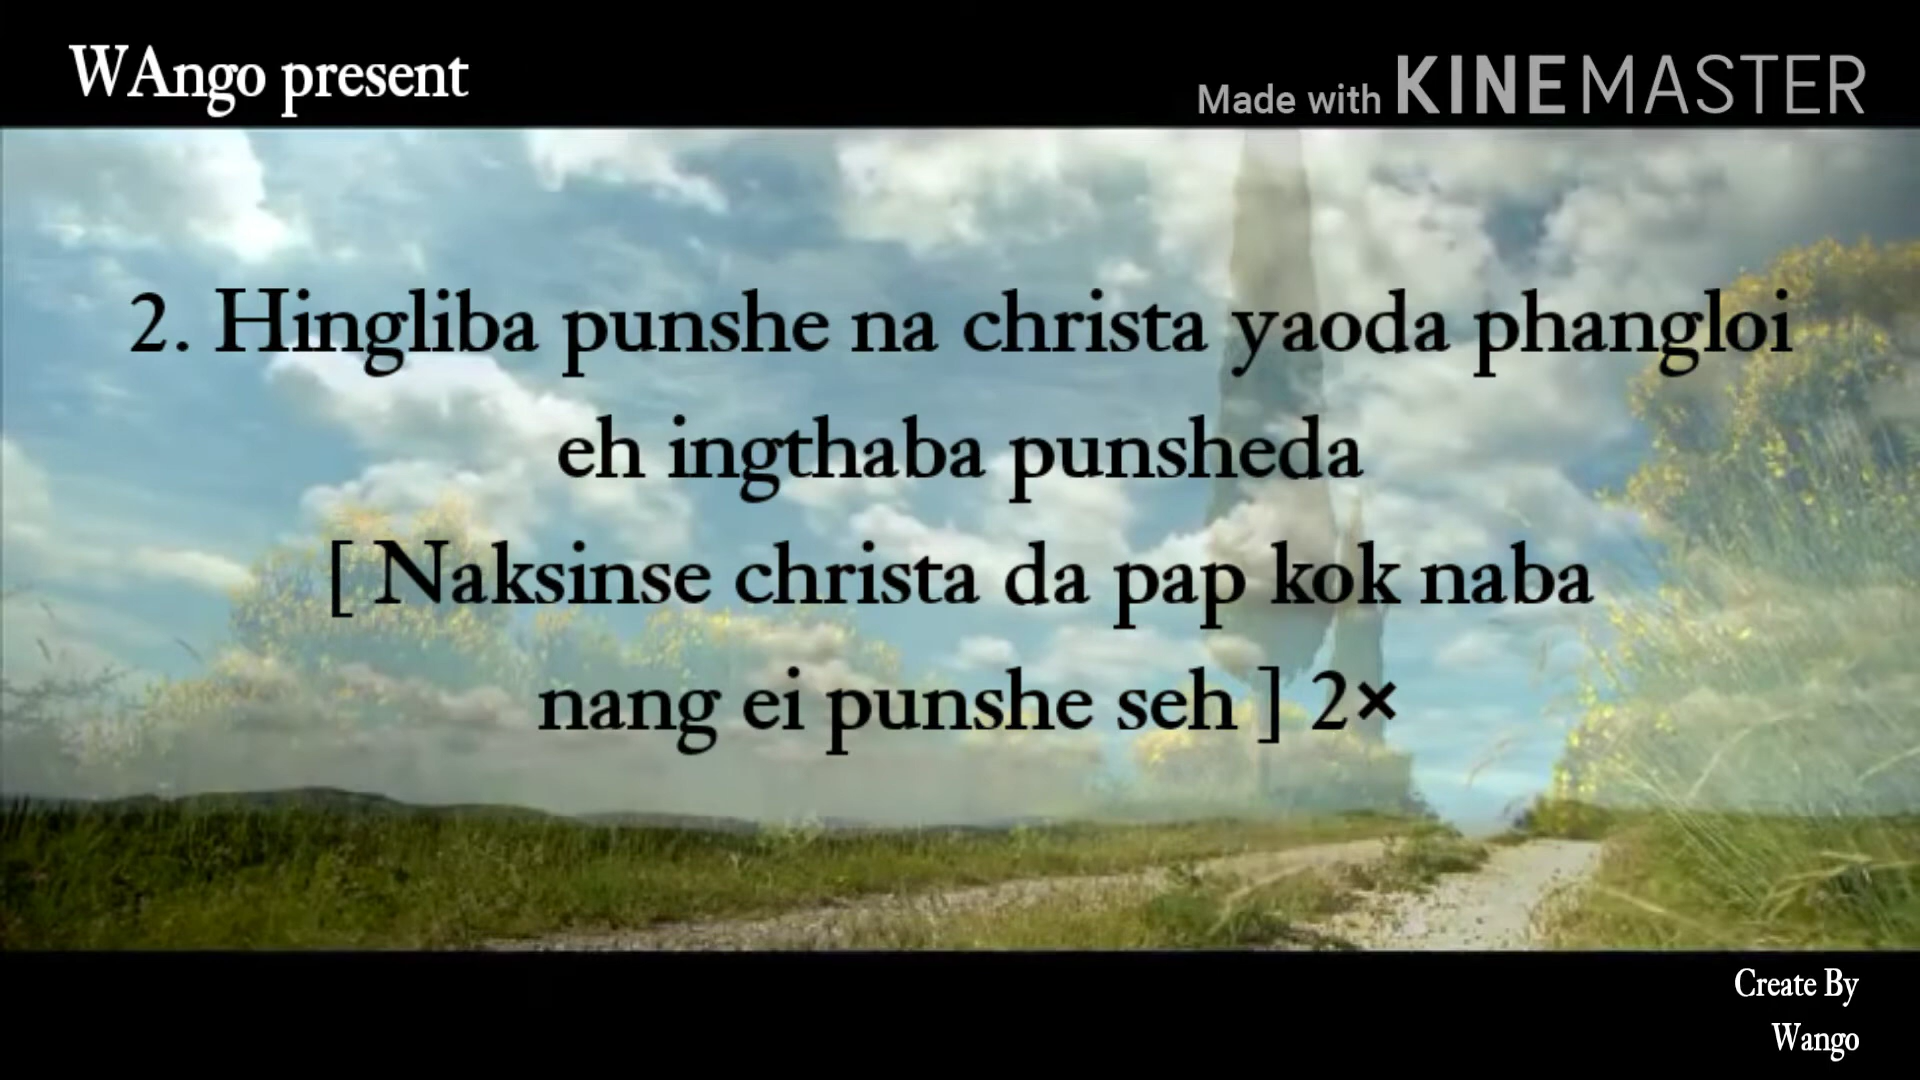 WAngo present
Made with KINEMASTER
2. Hingliba punshe na christa yaoda phangloi
eh ingthaba punsheda
[ Naksinse christa da pap kok naba
nang ei punshe seh ] 2×
Create By
Wango